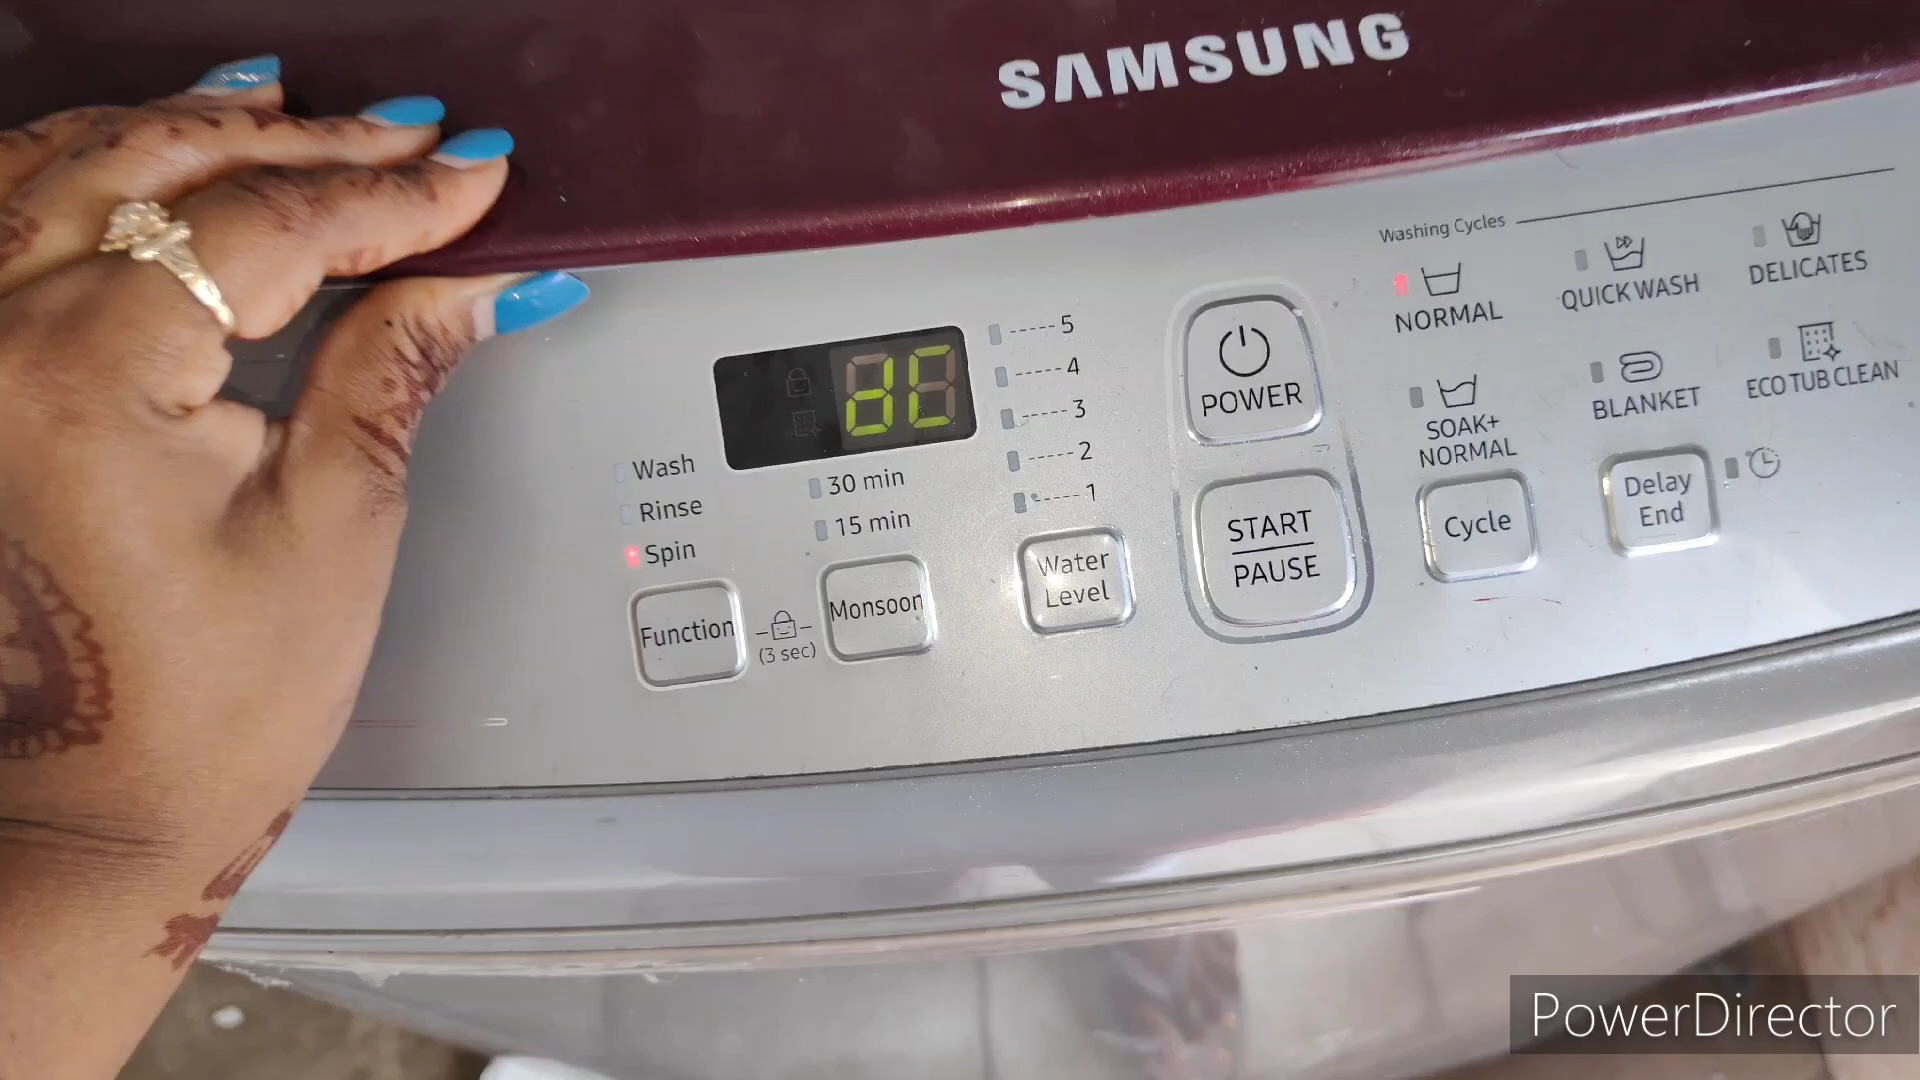 SAMSUNG
Washing Cycles
NORMAL
QUICK WASH
DELICATES
SOAK+
NORMAL
BLANKET
ECO TUB CLEAN
dC
5
4
3
2
1
Wash
Rinse
Spin
30 min
15 min
POWER
START
PAUSE
Function
(3 sec)
Monsoon
Water
Level
Cycle
Delay
End
PowerDirector